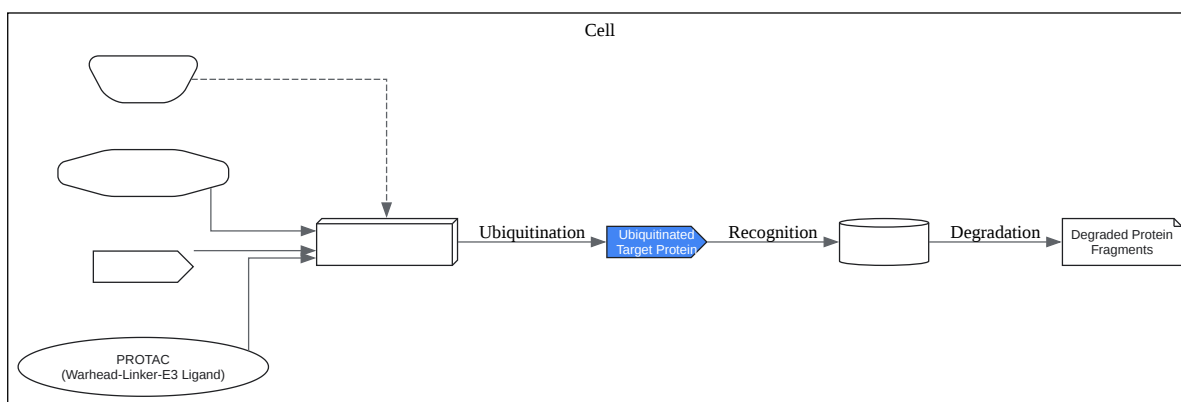 Cell
Ubiquitination
Ubiquitinated
Target Protein
Recognition
Degradation
Degraded Protein
Fragments
PROTAC
(Warhead-Linker-E3 Ligand)